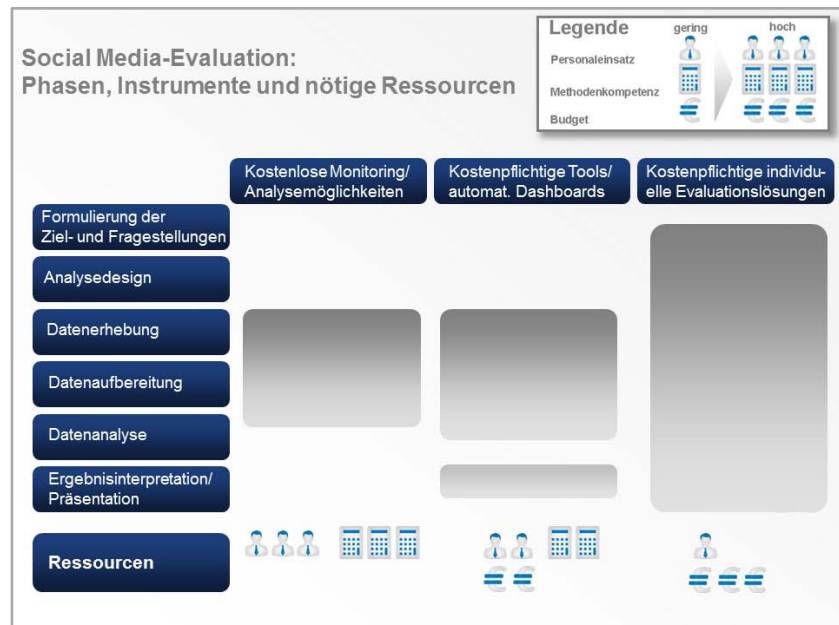 Social Media-Evaluation:
Phasen, Instrumente und nötige Ressourcen
Legende
gering
hoch
Personaleinsatz
Methodenkompetenz
Budget
Kostenlose Monitoring/
Analysemöglichkeiten
Kostenpflichtige Tools/
automat. Dashboards
Kostenpflichtige individu-
elle Evaluationslösungen
Formulierung der
Ziel- und Fragestellungen
Analysedesign
Datenerhebung
Datenaufbereitung
Datenanalyse
Ergebnisinterpretation/
Präsentation
Ressourcen